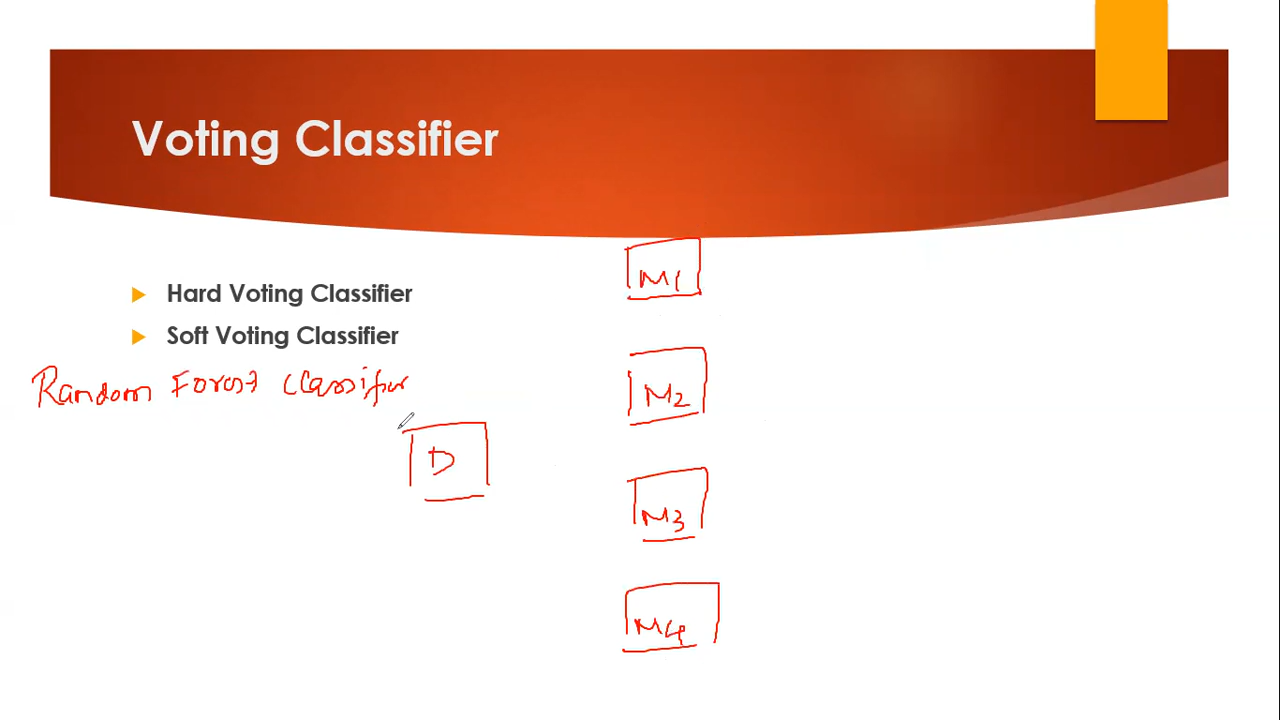 Voting Classifier
Hard Voting Classifier
Soft Voting Classifier
Random Forest Classifier
D
M1
M2
M3
M4